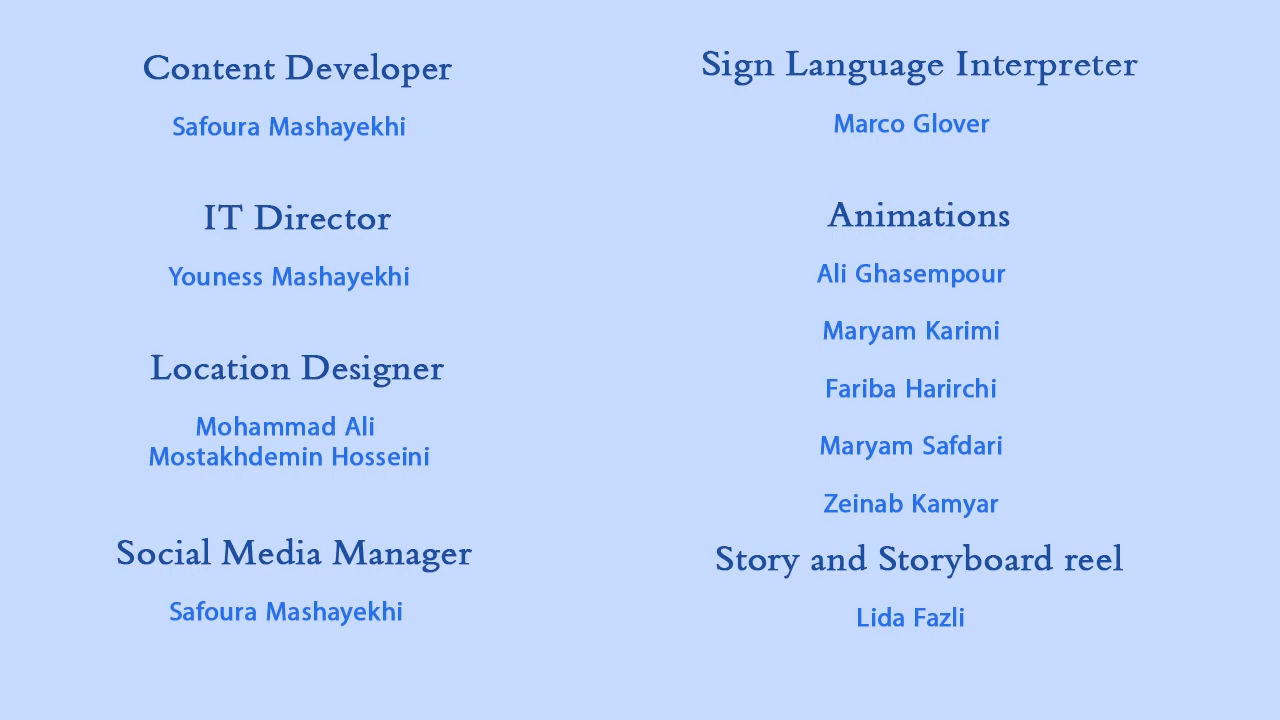 Content Developer
Safoura Mashayekhi
IT Director
Youness Mashayekhi
Location Designer
Mohammad Ali
Mostakhdemin Hosseini
Social Media Manager
Safoura Mashayekhi
Sign Language Interpreter
Marco Glover
Animations
Ali Ghasempour
Maryam Karimi
Fariba Harirchi
Maryam Safdari
Zeinab Kamyar
Story and Storyboard reel
Lida Fazli